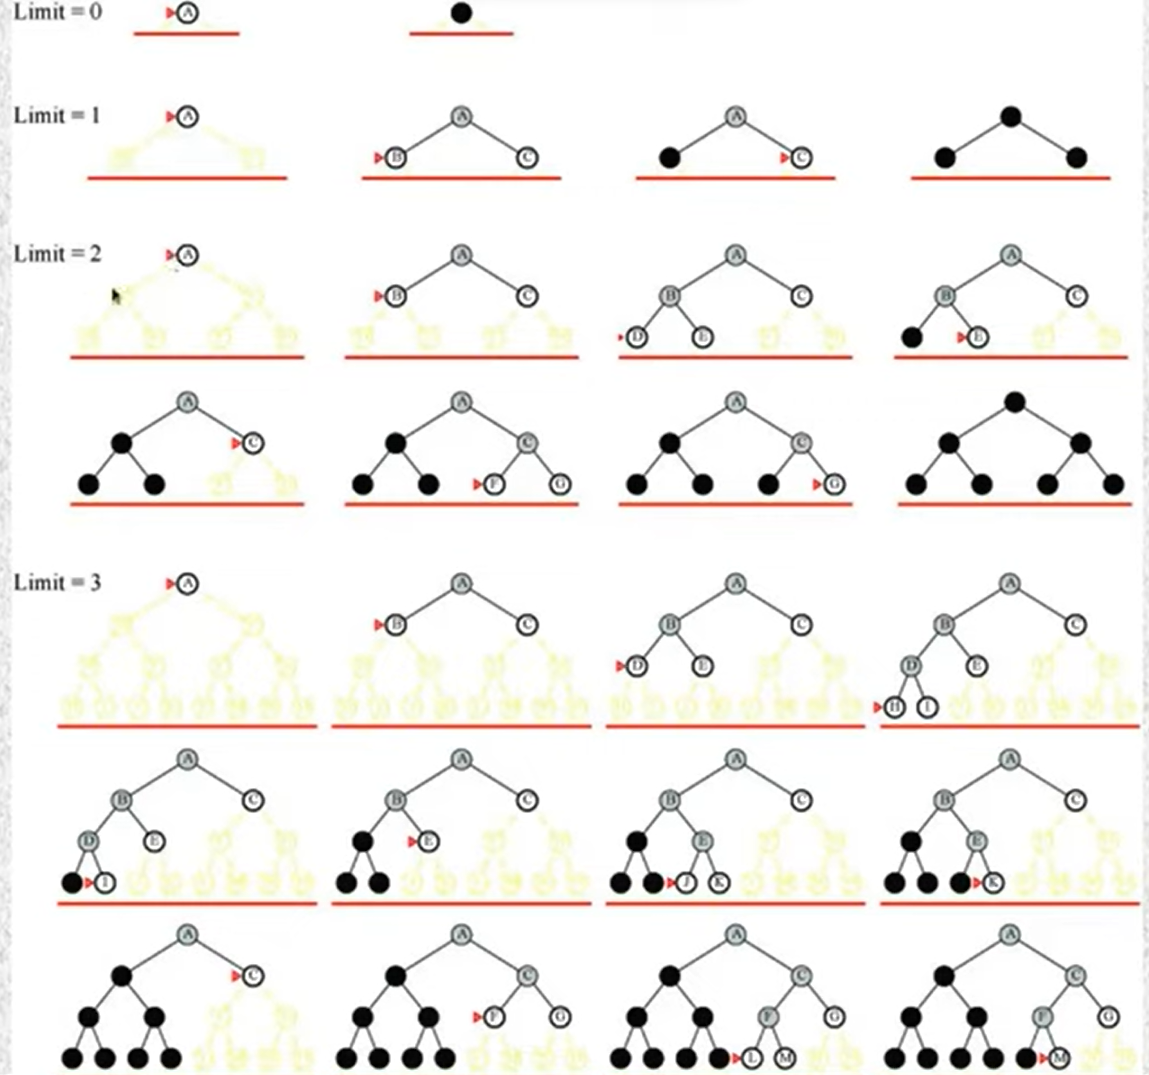 Limit = 0 A
Limit = 1 A A A
B C C
Limit = 2 A A A A
B C B C B C
D E E
A A A
C C C
F G G
Limit = 3 A A A A
B C B C B C
D E D E
H I
A A A A
B C B C B C B C
D E E E E
I J K K
A A A A
C C C C
F G F G F G
L M M